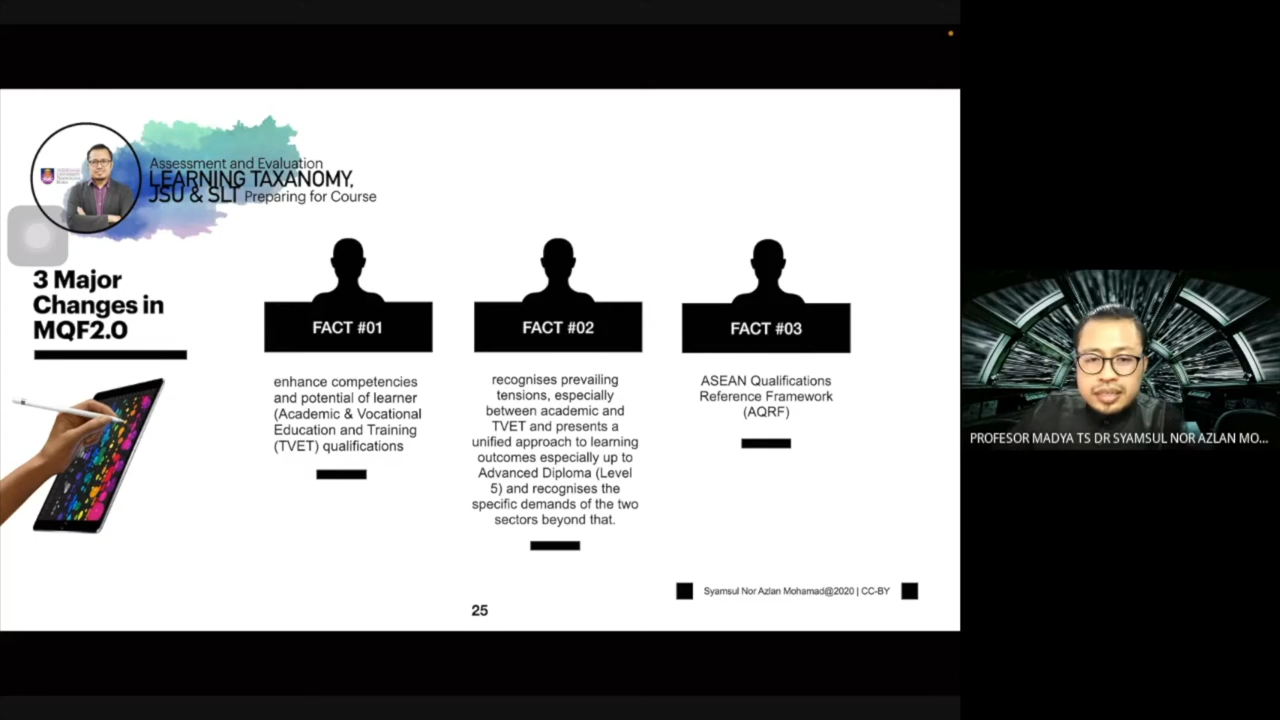 Assessment and Evaluation
LEARNING TAXANOMY,
JSU & SLT Preparing for Course
3 Major
Changes in
MQF2.0
FACT #01
enhance competencies
and potential of learner
(Academic & Vocational
Education and Training
(TVET) qualifications
FACT #02
recognises prevailing
tensions, especially
between academic and
TVET and presents a
unified approach to learning
outcomes especially up to
Advanced Diploma (Level
5) and recognises the
specific demands of the two
sectors beyond that.
FACT #03
ASEAN Qualifications
Reference Framework
(AQRF)
Syamsul Nor Azlan Mohamad@2020 | CC-BY
25
PROFESOR MADYA TS DR SYAMSUL NOR AZLAN MO...